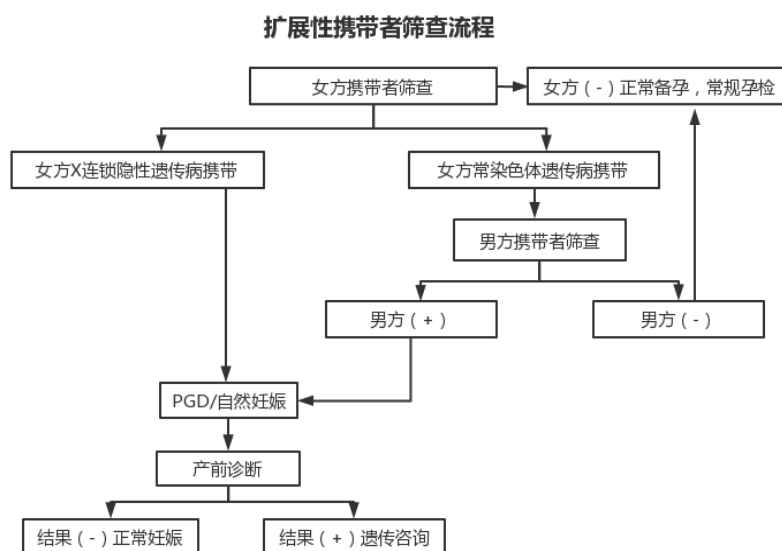 扩展性携带者筛查流程
女方携带者筛查
女方（-）正常备孕，常规孕检
女方X连锁隐性遗传病携带
女方常染色体遗传病携带
男方携带者筛查
男方（+）
男方（-）
PGD/自然妊娠
产前诊断
结果（-）正常妊娠
结果（+）遗传咨询